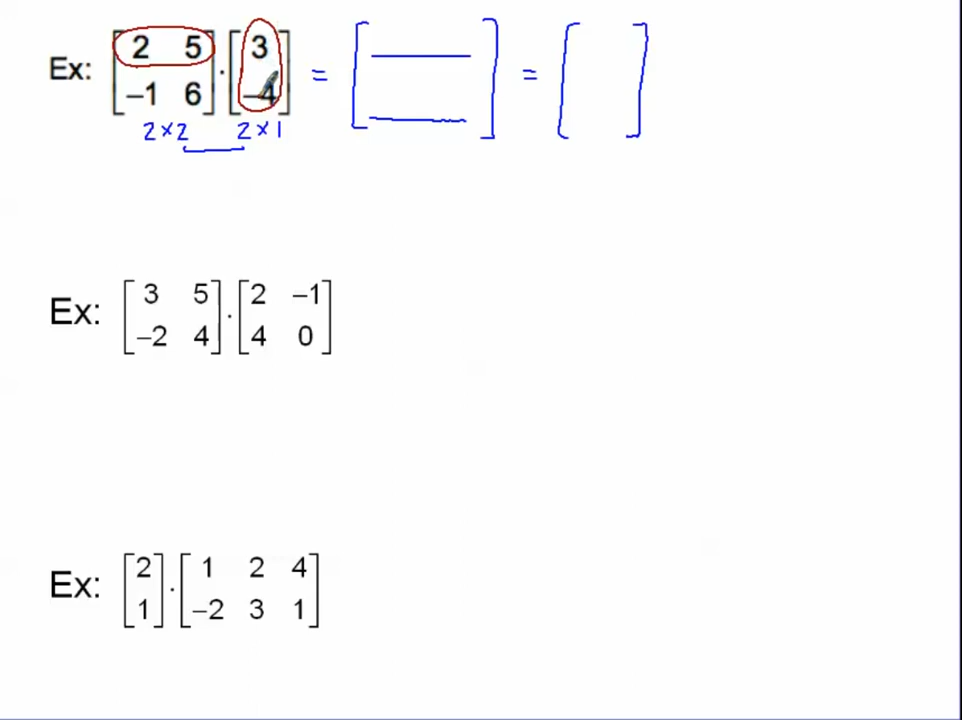 Ex: [2 5] · [3] = [ ] = [ ]
[–1 6] [–4]
2×2 2×1
Ex: [3 5] · [2 –1]
[–2 4] [4 0]
Ex: [2] · [1 2 4]
[1] [–2 3 1]